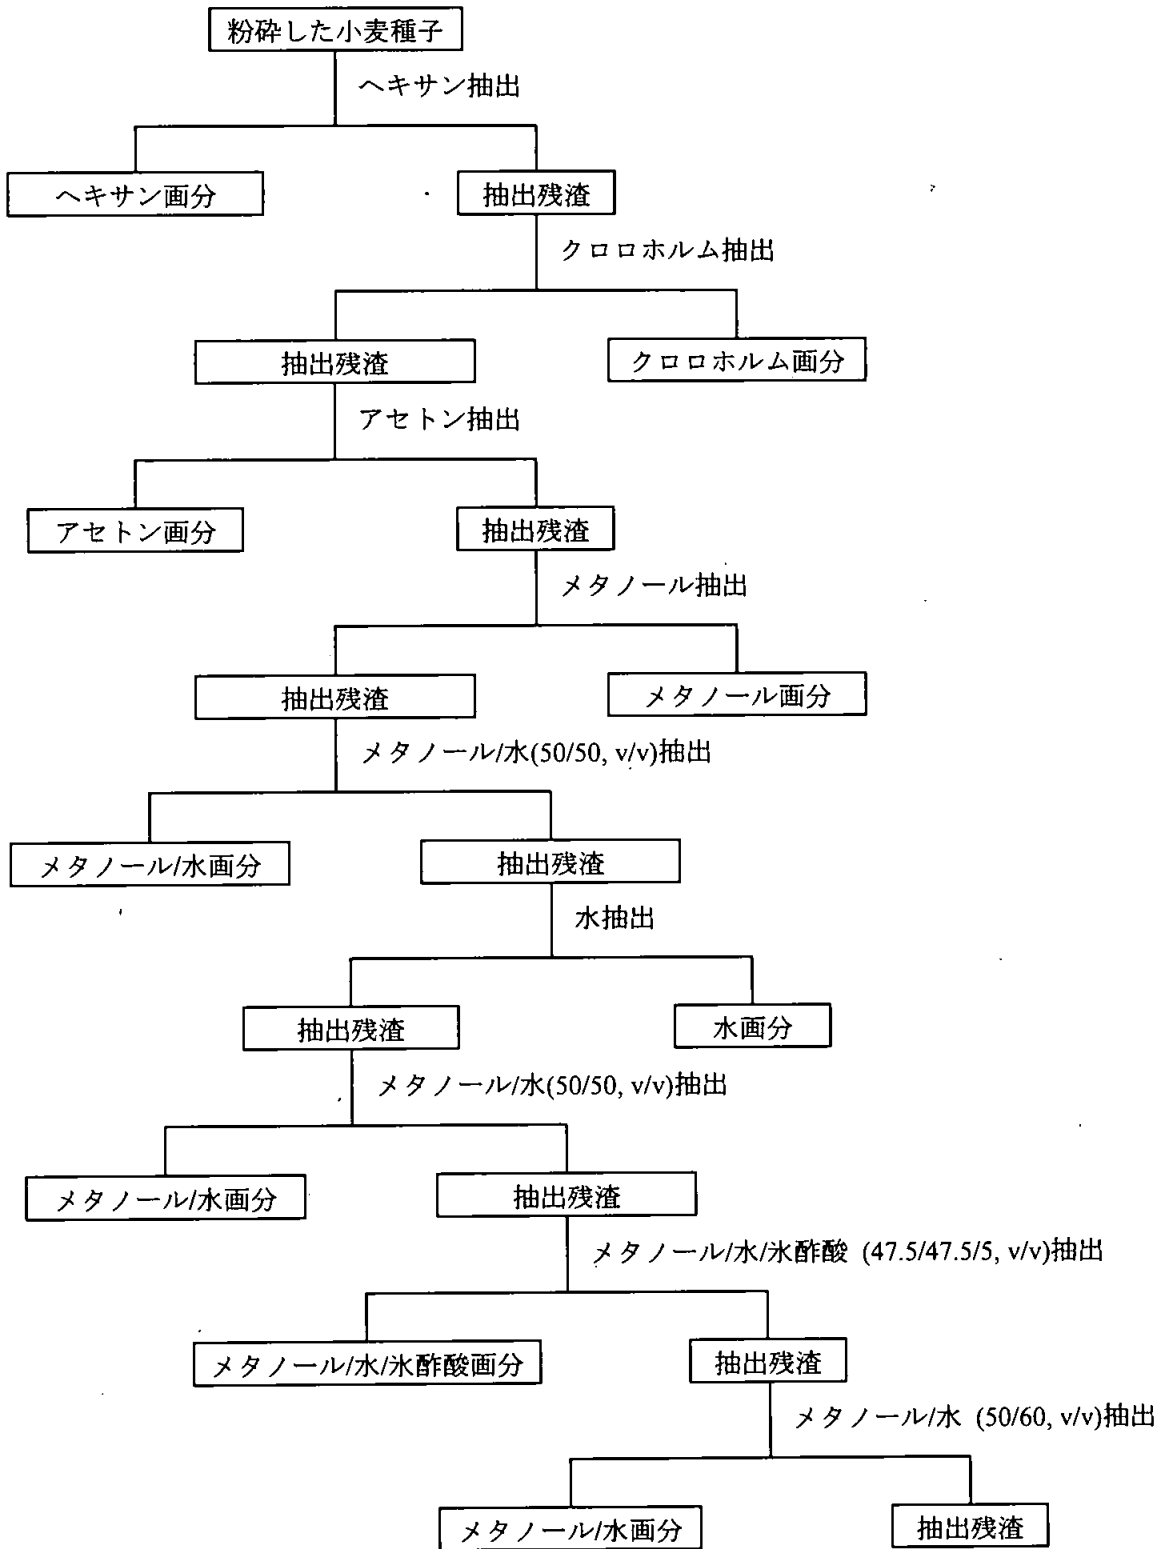 粉砕した小麦種子
ヘキサン抽出
ヘキサン画分
抽出残渣
クロロホルム抽出
抽出残渣
クロロホルム画分
アセトン抽出
アセトン画分
抽出残渣
メタノール抽出
抽出残渣
メタノール画分
メタノール/水(50/50, v/v)抽出
メタノール/水画分
抽出残渣
水抽出
抽出残渣
水画分
メタノール/水(50/50, v/v)抽出
メタノール/水画分
抽出残渣
メタノール/水/氷酢酸 (47.5/47.5/5, v/v)抽出
メタノール/水/氷酢酸画分
抽出残渣
メタノール/水 (50/60, v/v)抽出
メタノール/水画分
抽出残渣